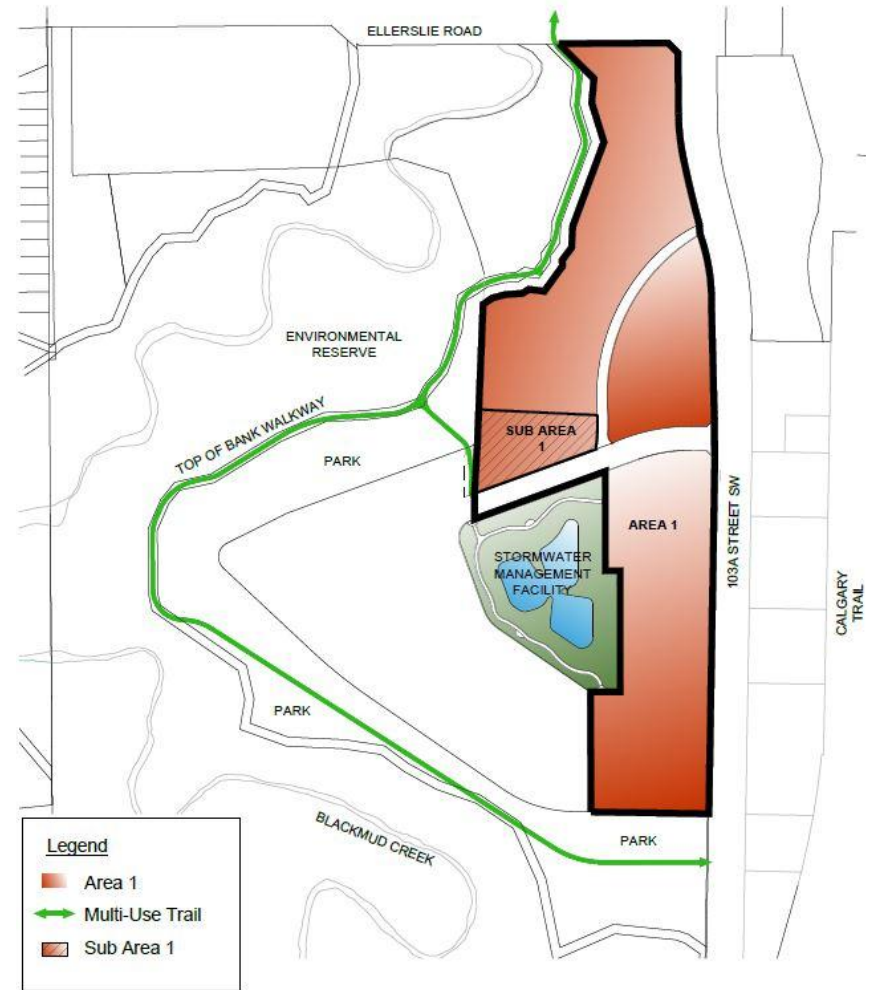 ELLERSLIE ROAD
ENVIRONMENTAL
RESERVE
TOP OF BANK WALKWAY
PARK
SUB AREA
1
AREA 1
STORMWATER
MANAGEMENT
FACILITY
103A STREET SW
CALGARY
TRAIL
PARK
BLACKMUD CREEK
PARK
Legend
Area 1
Multi-Use Trail
Sub Area 1